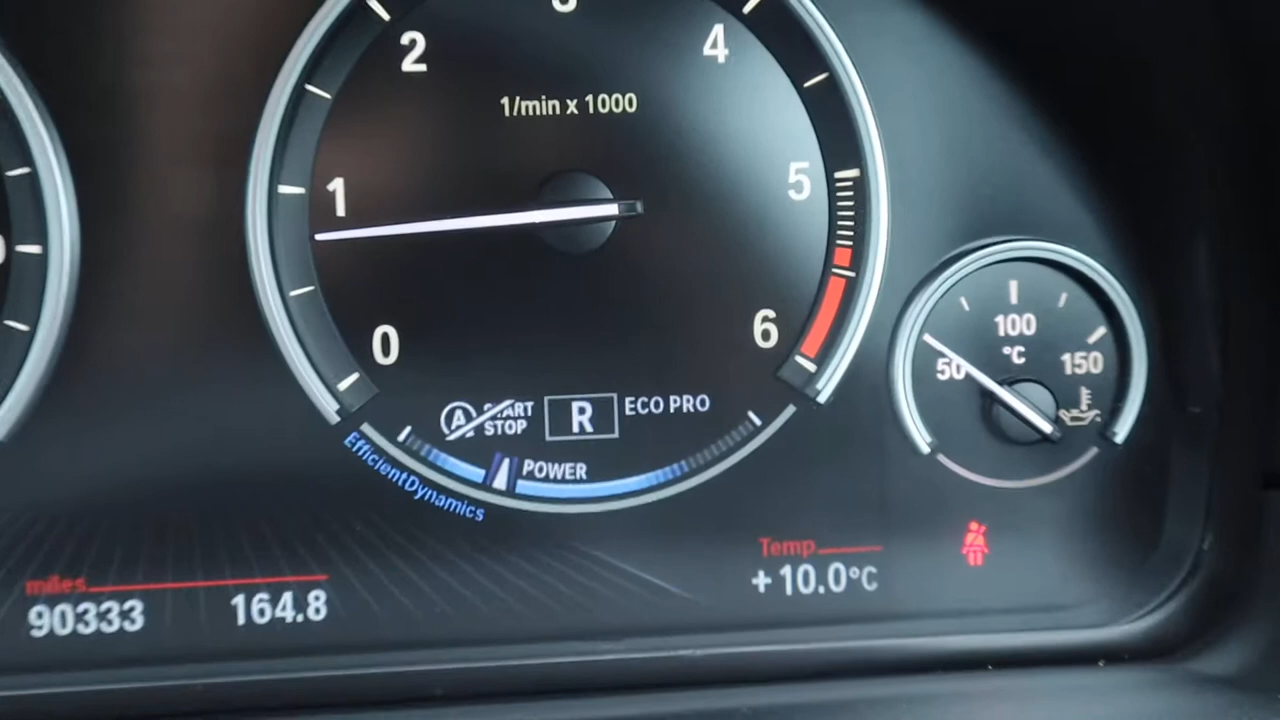 3
2
4
1/min x 1000
1
5
0
6
100
°C
50
150
A START STOP
R
ECO PRO
POWER
EfficientDynamics
miles
90333 164.8
Temp
+10.0°C